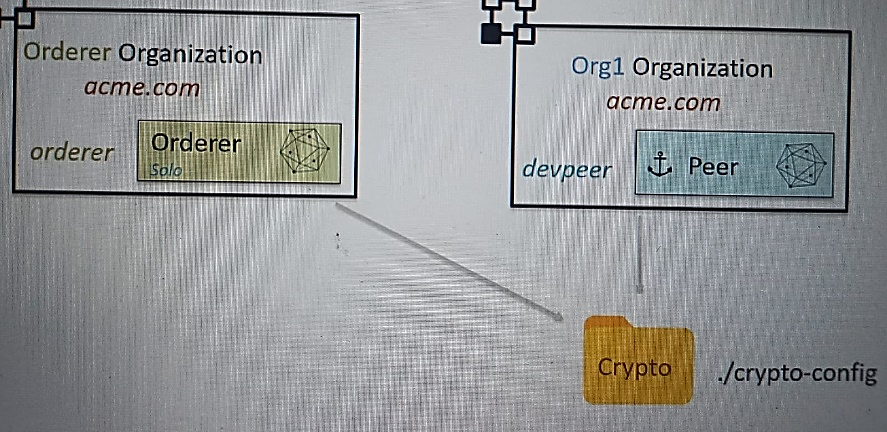 Orderer Organization
acme.com
orderer
Orderer
Solo
Org1 Organization
acme.com
devpeer
Peer
Crypto
./crypto-config